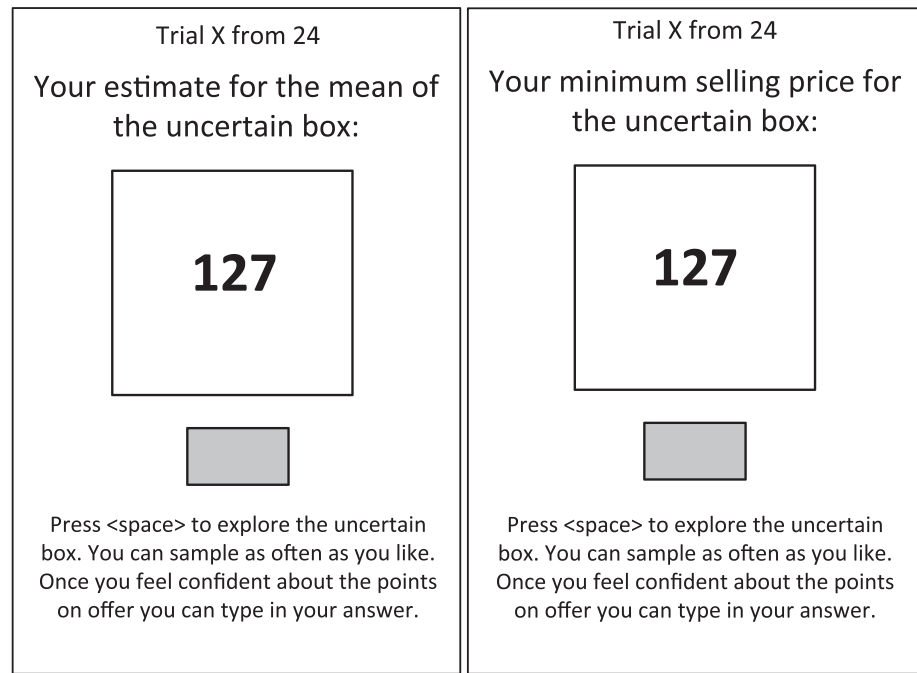 Trial X from 24
Your estimate for the mean of
the uncertain box:
127
Press <space> to explore the uncertain
box. You can sample as often as you like.
Once you feel confident about the points
on offer you can type in your answer.
Trial X from 24
Your minimum selling price for
the uncertain box:
127
Press <space> to explore the uncertain
box. You can sample as often as you like.
Once you feel confident about the points
on offer you can type in your answer.